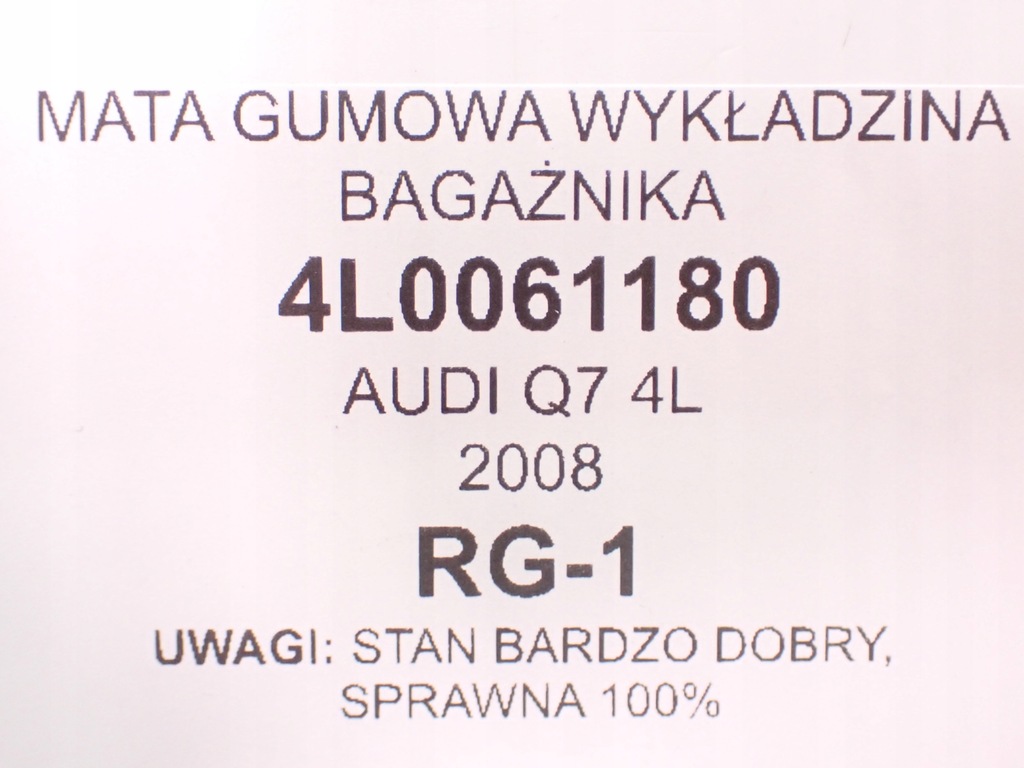 MATA GUMOWA WYKŁADZINA
BAGAŻNIKA
4L0061180
AUDI Q7 4L
2008
RG-1
UWAGI: STAN BARDZO DOBRY,
SPRAWNA 100%